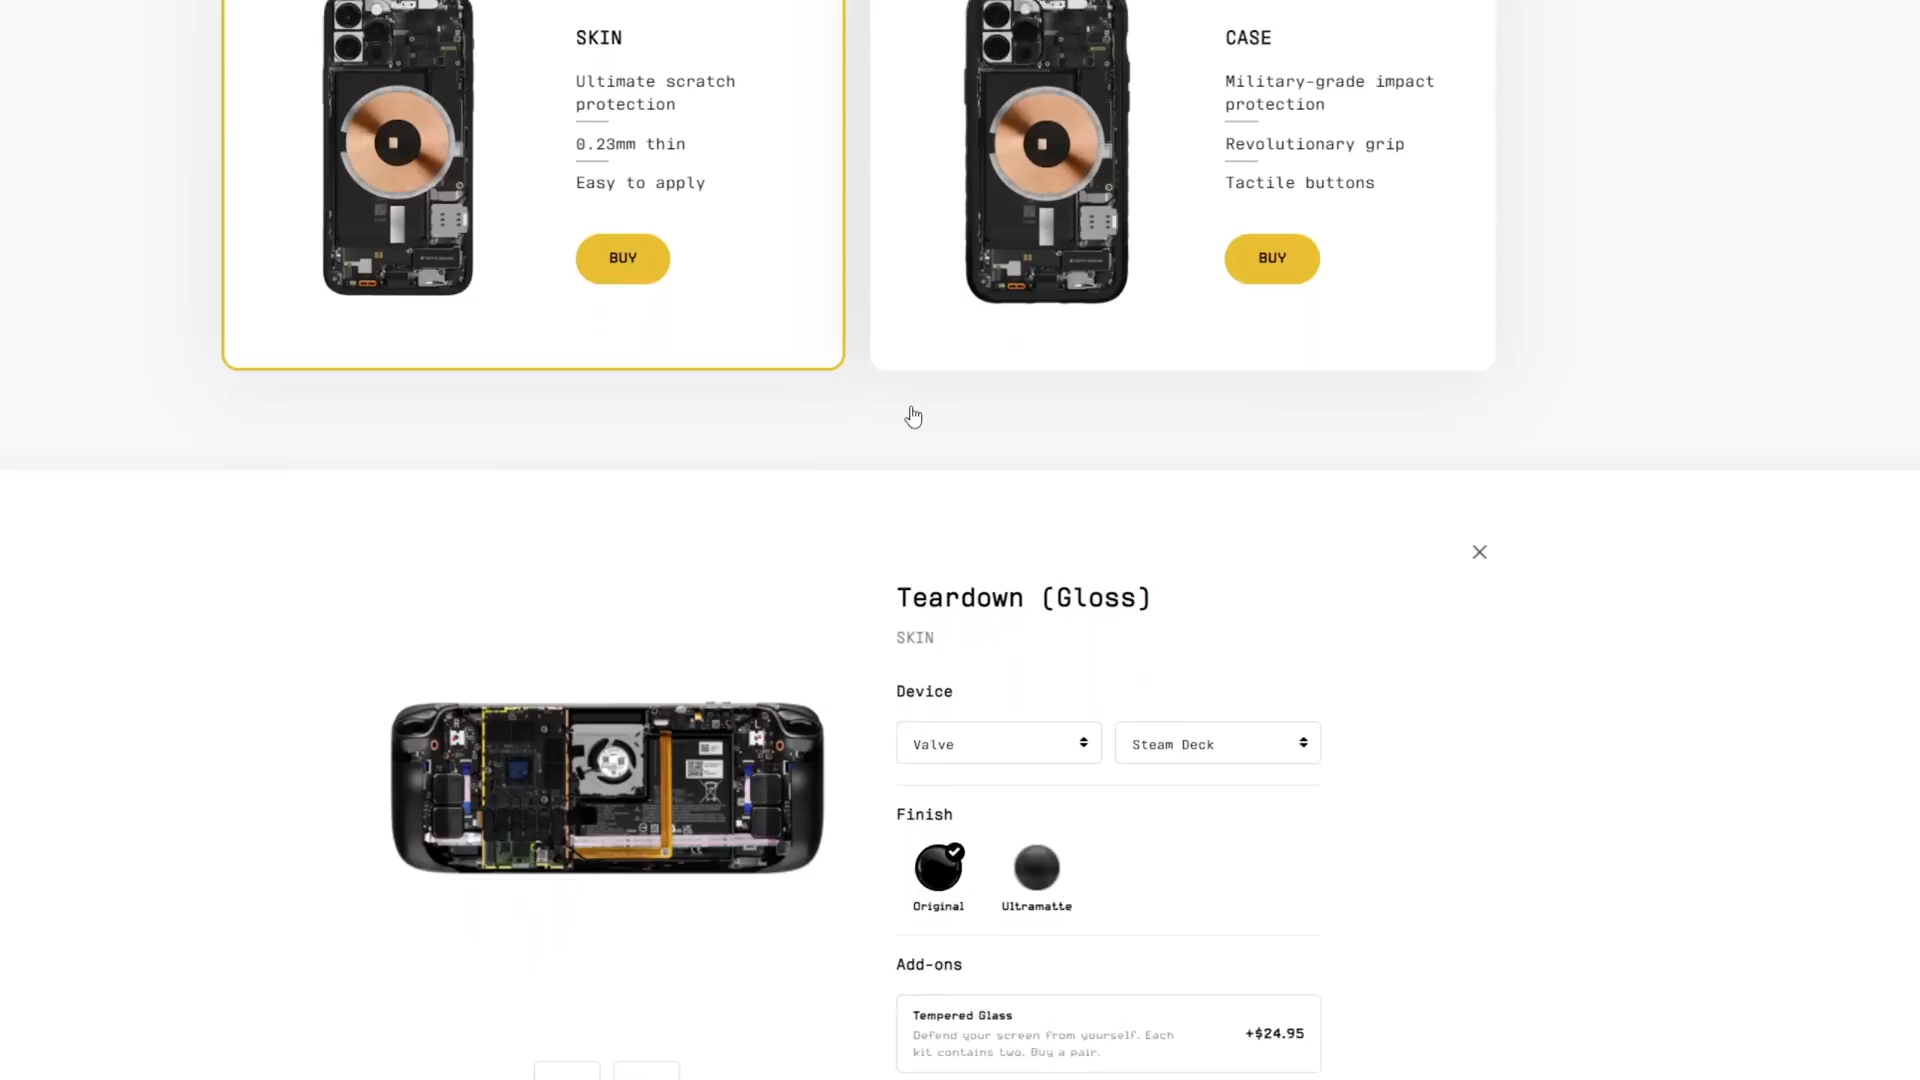 SKIN
Ultimate scratch
protection
0.23mm thin
Easy to apply
BUY
CASE
Military-grade impact
protection
Revolutionary grip
Tactile buttons
BUY
Teardown (Gloss)
SKIN
Device
Valve
Steam Deck
Finish
Original
Ultramatte
Add-ons
Tempered Glass
Defend your screen from yourself. Each
kit contains two. Buy a pair.
+$24.95
R
L